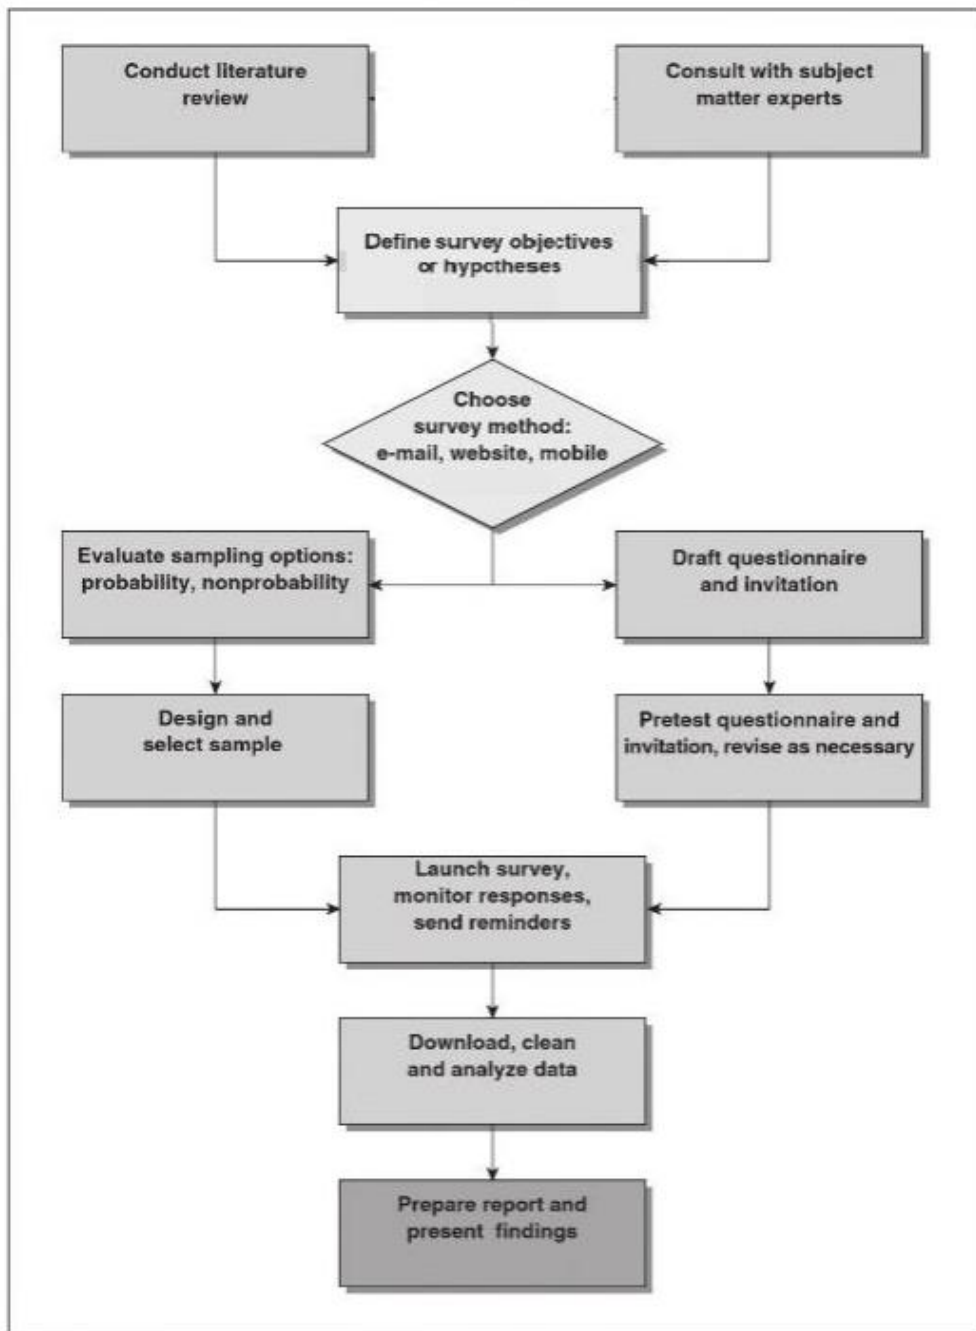 Conduct literature
review
Consult with subject
matter experts
Define survey objectives
or hypctheses
Choose
survey method:
e-mail, website, mobile
Evaluate sampling options:
probability, nonprobability
Draft questionnaire
and invitation
Design and
select sample
Pretest questionnaire and
invitation, revise as necessary
Launch survey,
monitor responses,
send reminders
Download, clean
and analyze data
Prepare report and
present findings